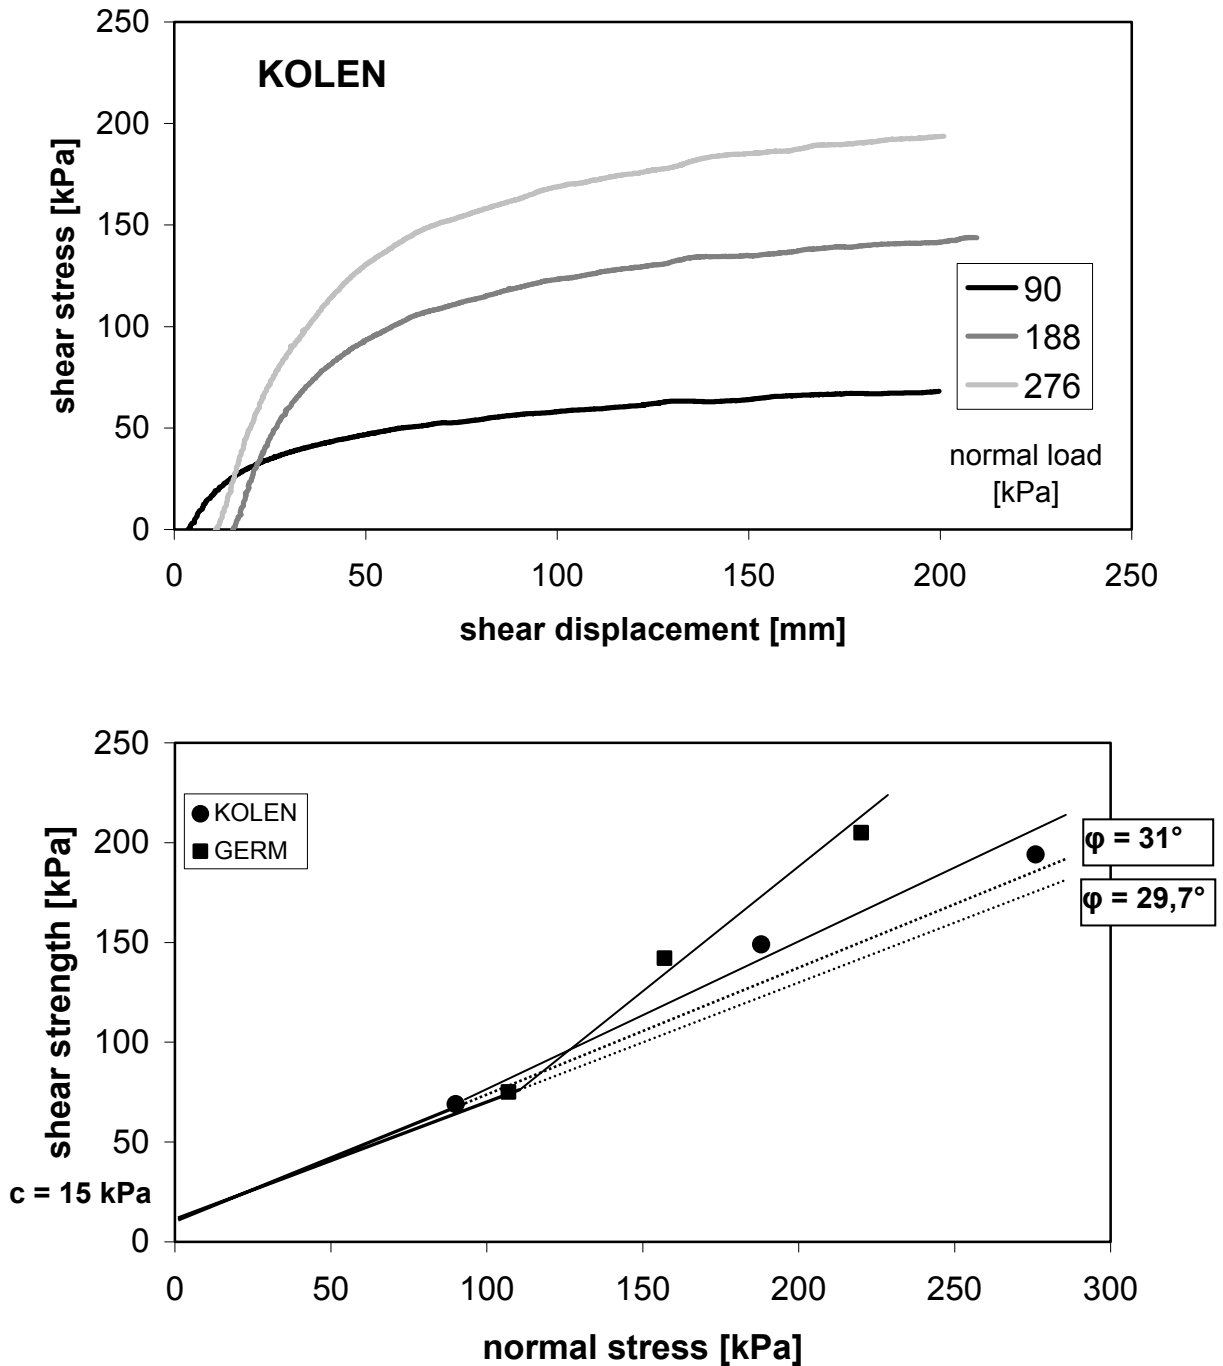 250
200
150
100
50
0
shear stress [kPa]
KOLEN
90
188
276
normal load
[kPa]
0 50 100 150 200 250
shear displacement [mm]
250
200
150
100
50
0
shear strength [kPa]
KOLEN
GERM
φ = 31°
φ = 29,7°
c = 15 kPa
0 50 100 150 200 250 300
normal stress [kPa]